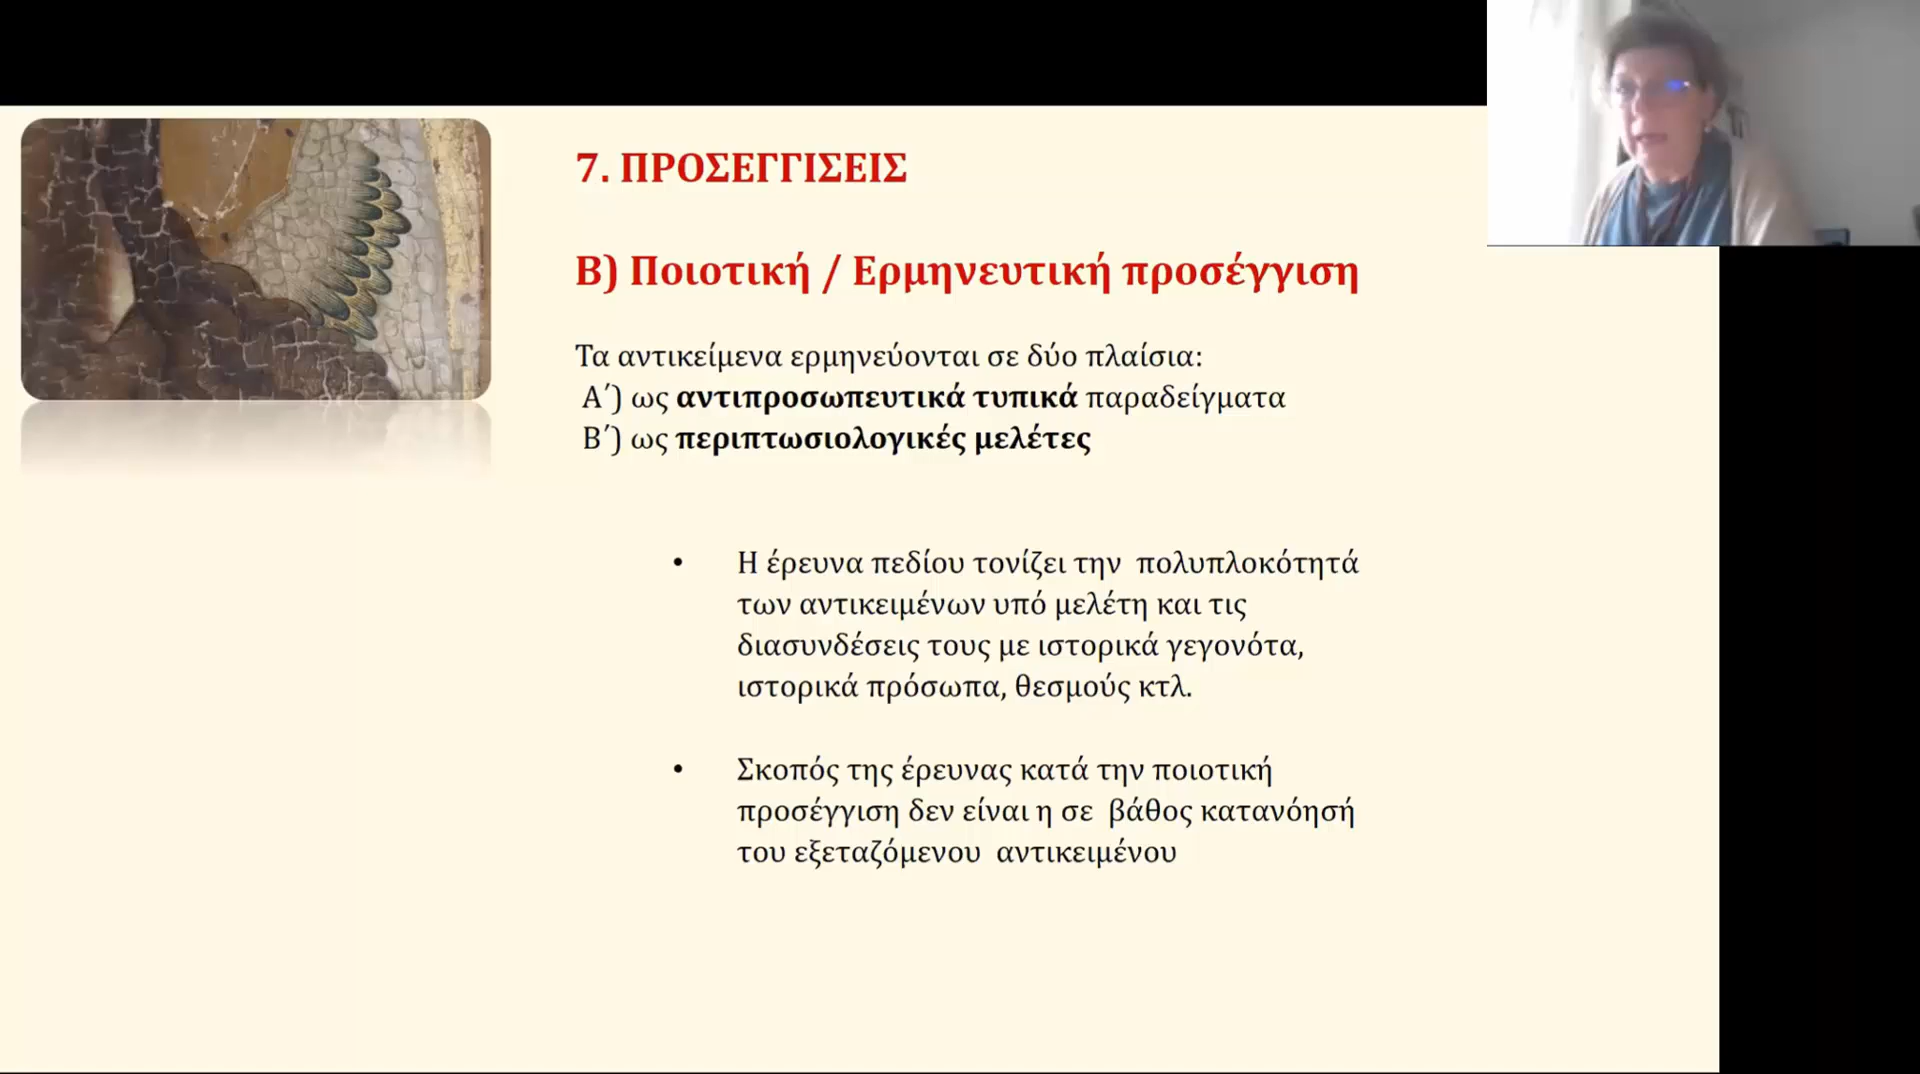 7. ΠΡΟΣΕΓΓΙΣΕΙΣ
Β) Ποιοτική / Ερμηνευτική προσέγγιση
Τα αντικείμενα ερμηνεύονται σε δύο πλαίσια:
Α΄) ως αντιπροσωπευτικά τυπικά παραδείγματα
Β΄) ως περιπτωσιολογικές μελέτες
• Η έρευνα πεδίου τονίζει την πολυπλοκότητά
των αντικειμένων υπό μελέτη και τις
διασυνδέσεις τους με ιστορικά γεγονότα,
ιστορικά πρόσωπα, θεσμούς κτλ.
• Σκοπός της έρευνας κατά την ποιοτική
προσέγγιση δεν είναι η σε βάθος κατανόησή
του εξεταζόμενου αντικειμένου